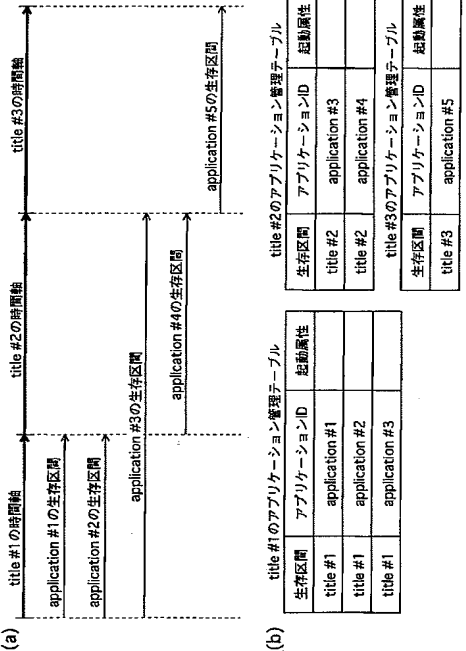 (a)
title #1の時間軸
title #2の時間軸
title #3の時間軸
application #1の生存区間
application #2の生存区間
application #3の生存区間
application #4の生存区間
application #5の生存区間
(b)
title #1のアプリケーション管理テーブル
生存区間 アプリケーションID 起動属性
title #1 application #1
title #1 application #2
title #1 application #3
title #2のアプリケーション管理テーブル
生存区間 アプリケーションID 起動属性
title #2 application #3
title #2 application #4
title #3のアプリケーション管理テーブル
生存区間 アプリケーションID 起動属性
title #3 application #5